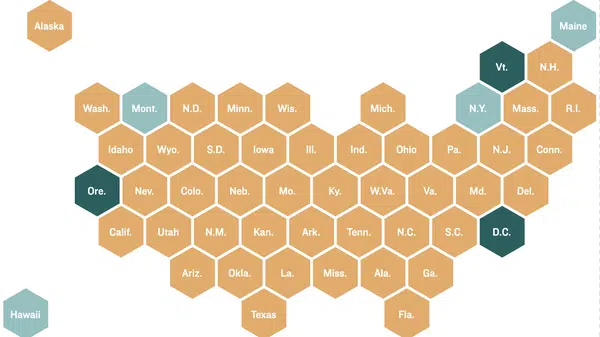 Alaska
Maine
Vt.
N.H.
Wash.
Mont.
N.D.
Minn.
Wis.
Mich.
N.Y.
Mass.
R.I.
Idaho
Wyo.
S.D.
Iowa
Ill.
Ind.
Ohio
Pa.
N.J.
Conn.
Ore.
Nev.
Colo.
Neb.
Mo.
Ky.
W.Va.
Va.
Md.
Del.
Calif.
Utah
N.M.
Kan.
Ark.
Tenn.
N.C.
S.C.
D.C.
Ariz.
Okla.
La.
Miss.
Ala.
Ga.
Hawaii
Texas
Fla.